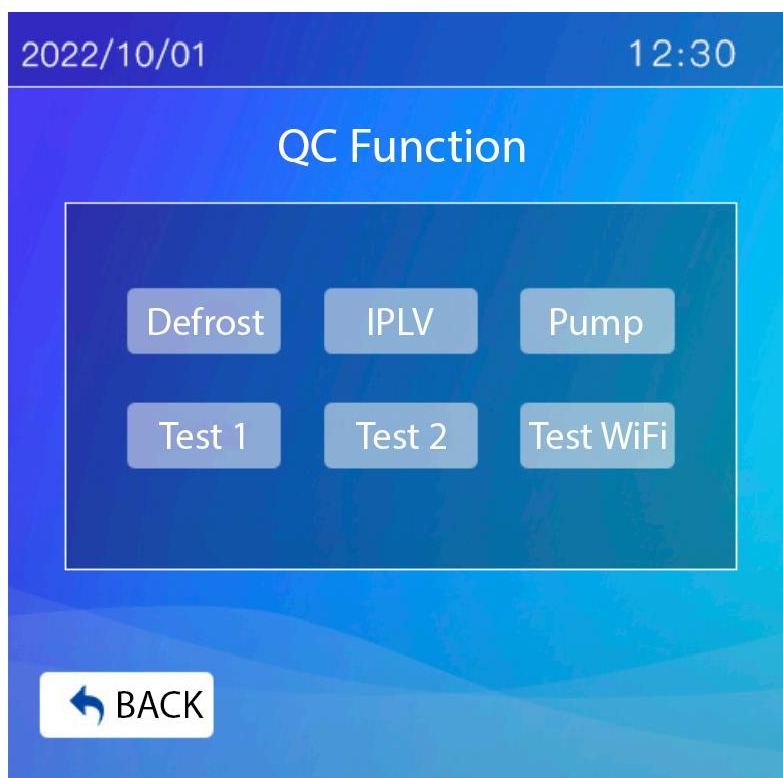 2022/10/01 12:30
QC Function
Defrost IPLV Pump
Test 1 Test 2 Test WiFi
BACK